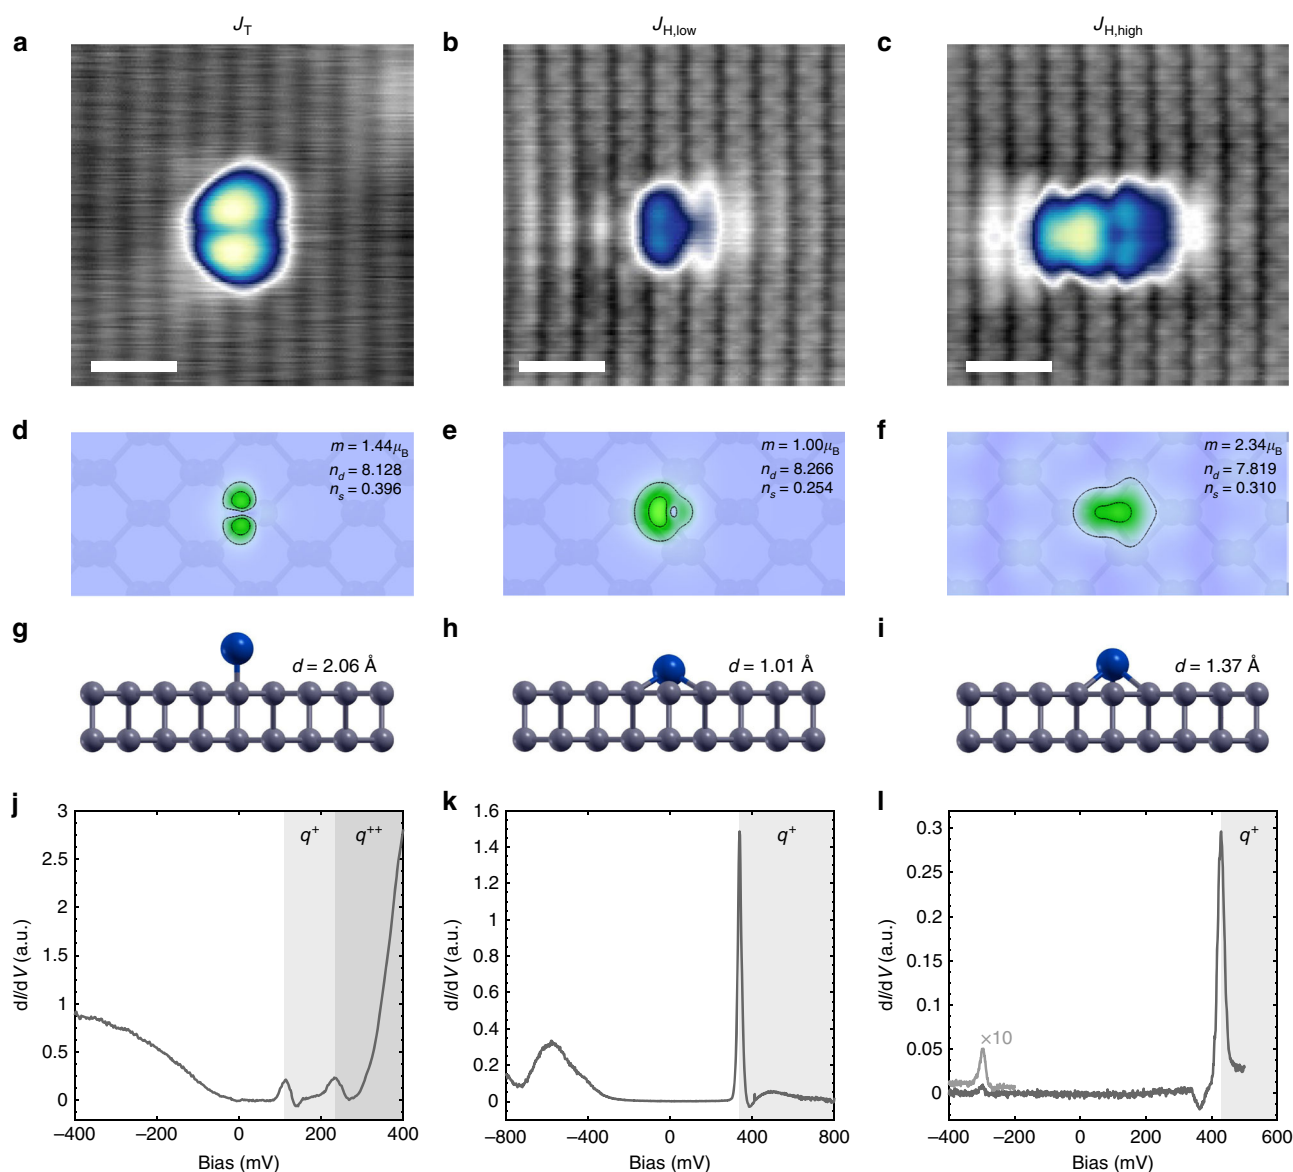 J_T
J_H,low
J_H,high
a
b
c
d
m = 1.44μ_B
n_d = 8.128
n_s = 0.396
e
m = 1.00μ_B
n_d = 8.266
n_s = 0.254
f
m = 2.34μ_B
n_d = 7.819
n_s = 0.310
g
d = 2.06 Å
h
d = 1.01 Å
i
d = 1.37 Å
j
3
2.5
2
1.5
1
0.5
0
q⁺
q⁺⁺
dI/dV (a.u.)
−400
−200
0
200
400
Bias (mV)
k
1.6
1.4
1.2
1.0
0.8
0.6
0.4
0.2
0
q⁺
dI/dV (a.u.)
−800
−400
0
400
800
Bias (mV)
l
0.3
0.25
0.2
0.15
0.1
0.05
0
q⁺
×10
dI/dV (a.u.)
−400
−200
0
200
400
600
Bias (mV)